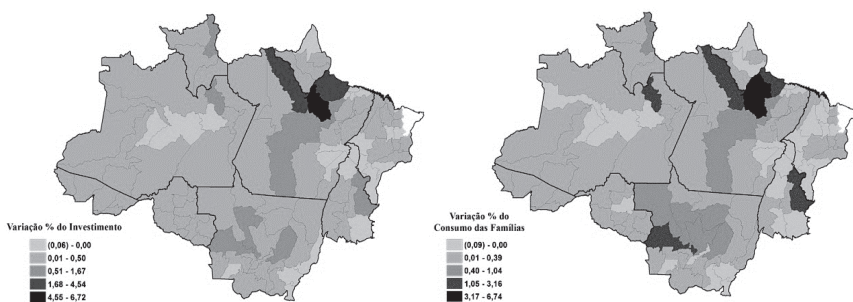 Variação % do Investimento
(0,06) - 0,00
0,01 - 0,50
0,51 - 1,67
1,68 - 4,54
4,55 - 6,72
Variação % do
Consumo das Famílias
(0,09) - 0,00
0,01 - 0,39
0,40 - 1,04
1,05 - 3,16
3,17 - 6,74